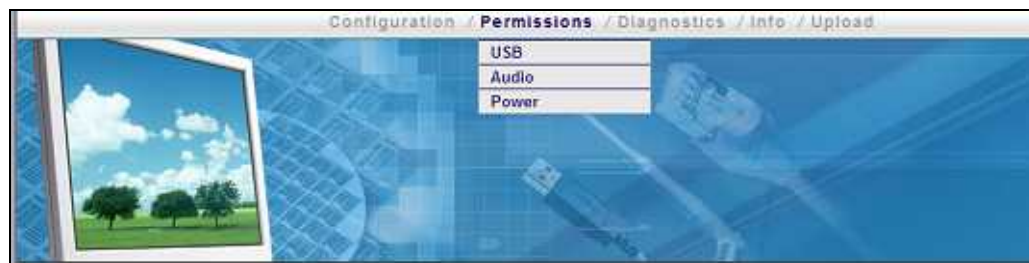 Configuration / Permissions / Diagnostics / Info / Upload
USB
Audio
Power